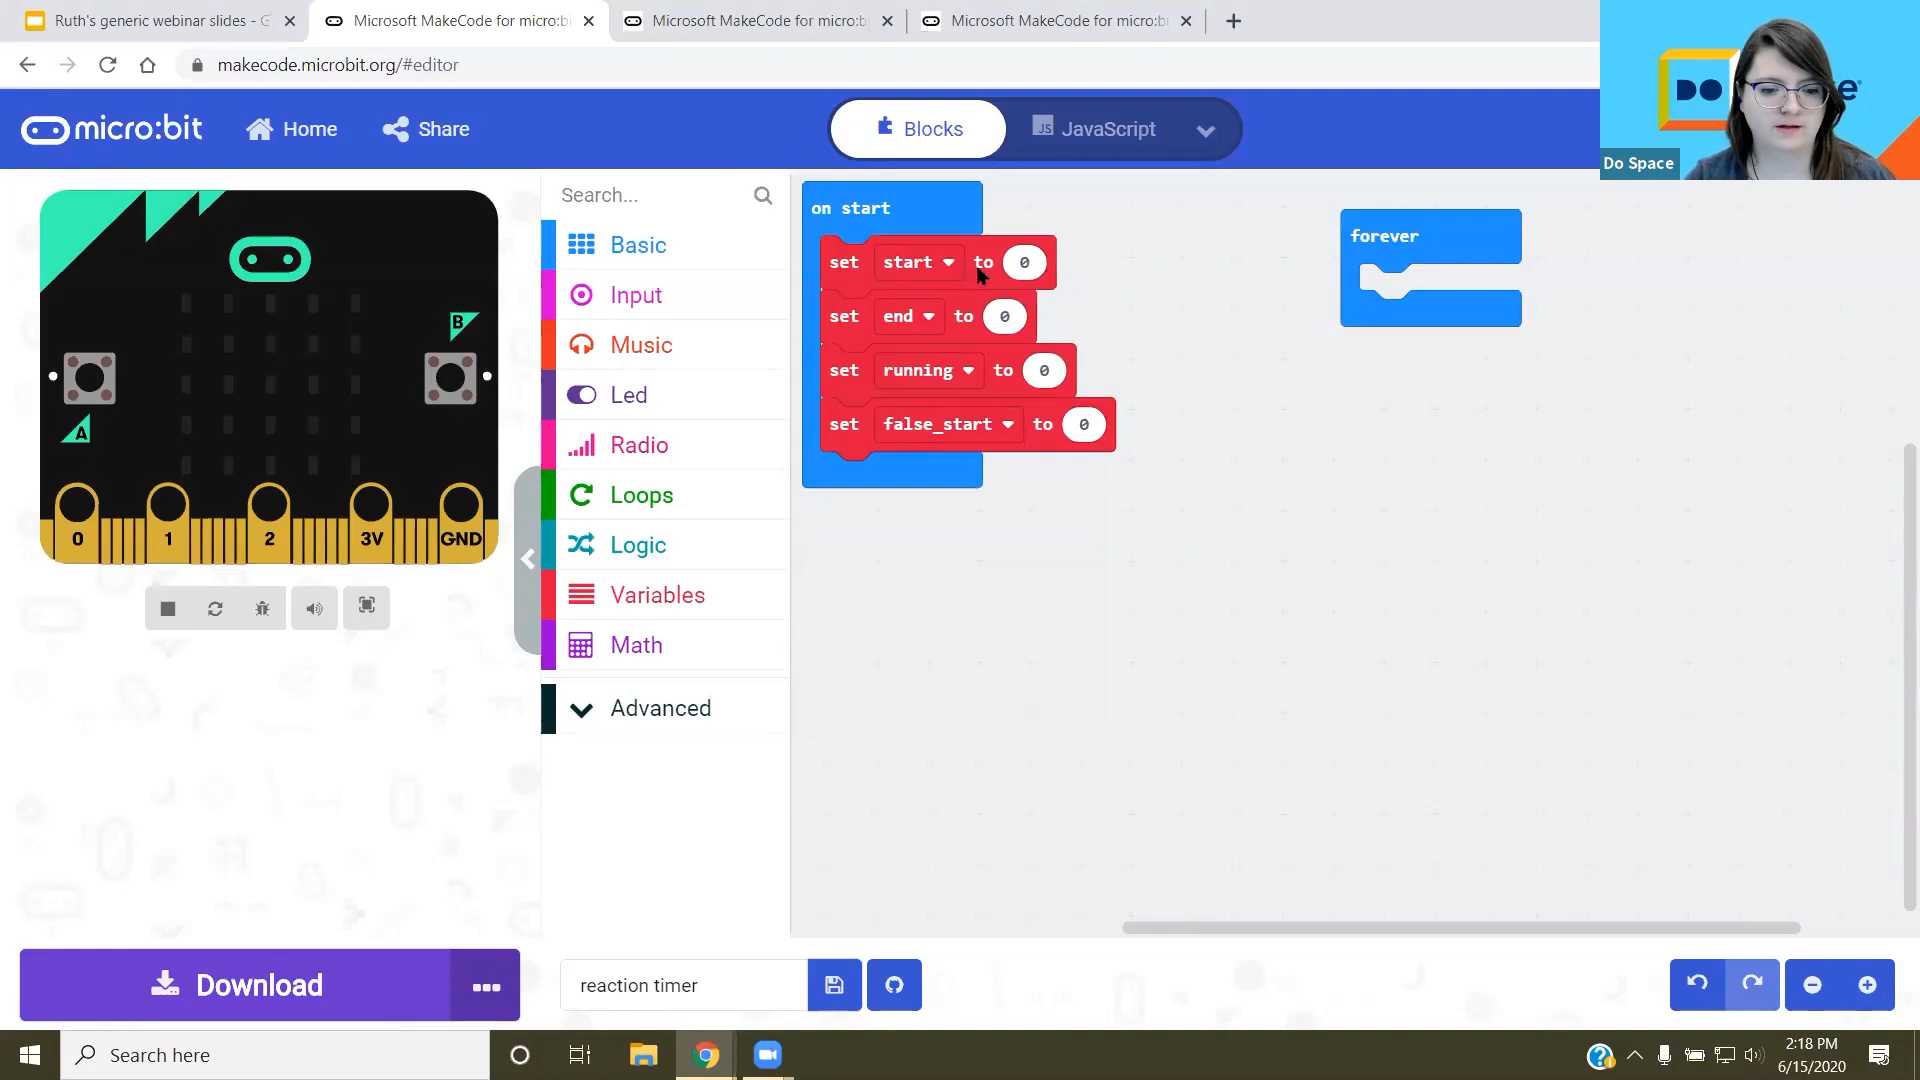 Ruth's generic webinar slides - G
Microsoft MakeCode for micro:bi
Microsoft MakeCode for micro:b
Microsoft MakeCode for micro:b
makecode.microbit.org/#editor
micro:bit
Home
Share
Blocks
JS
JavaScript
DO
e
Do Space
Search...
Basic
Input
Music
Led
Radio
Loops
Logic
Variables
Math
Advanced
B
A
0
1
2
3V
GND
on start
set start to 0
set end to 0
set running to 0
set false_start to 0
forever
Download
reaction timer
Search here
2:18 PM
6/15/2020